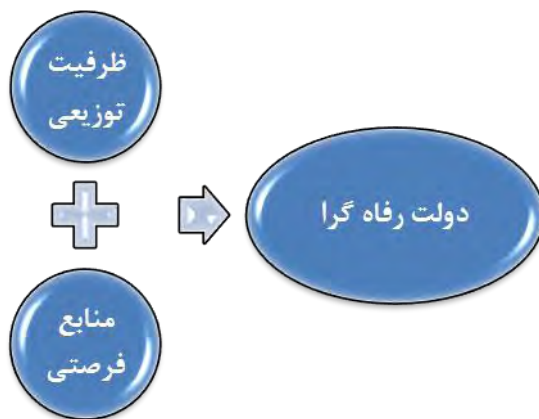 ظرفیت
توزیعی
دولت رفاه گرا
منابع
فرصتی